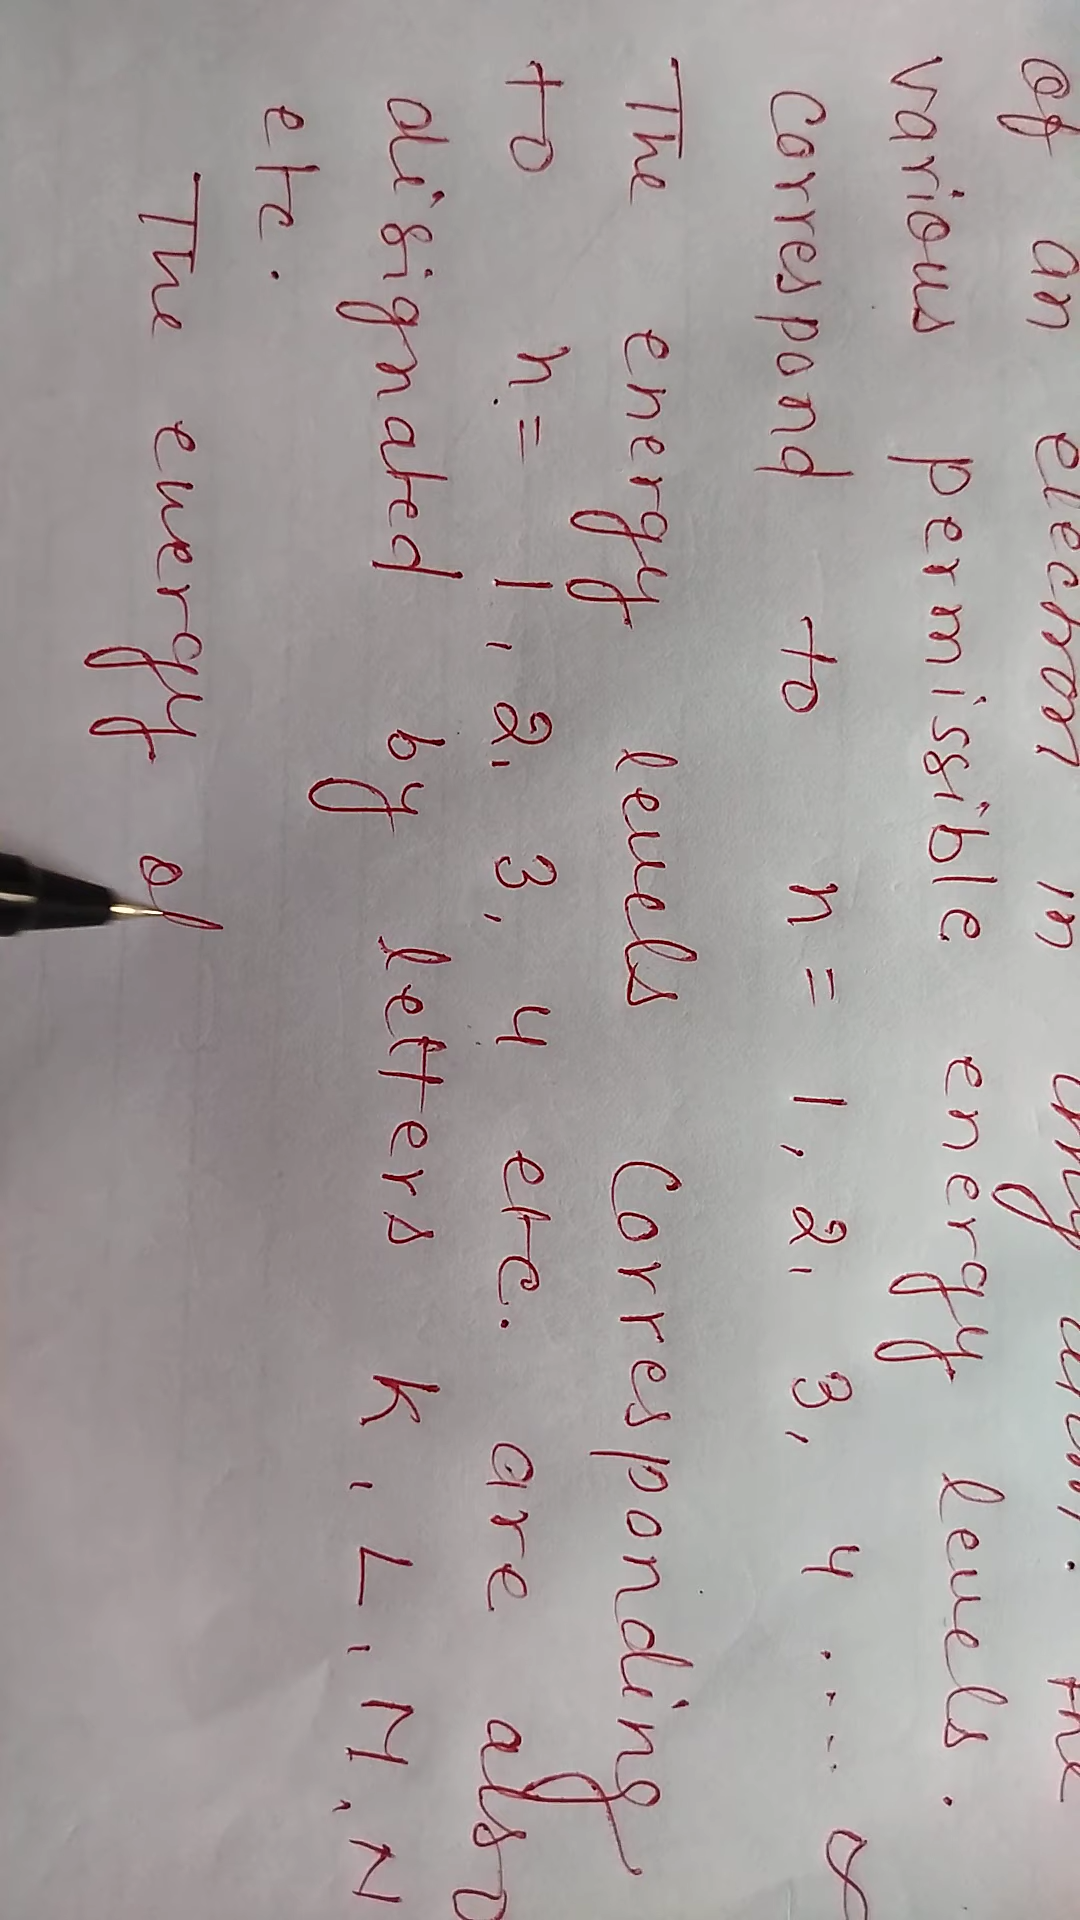 of an electron in any atom. The
various permissible energy levels.
correspond to n = 1, 2, 3, 4 ..... ∞
The energy levels corresponding
to n = 1, 2, 3, 4 etc. are also
disignated by letters K, L, M, N
etc.
The energy of